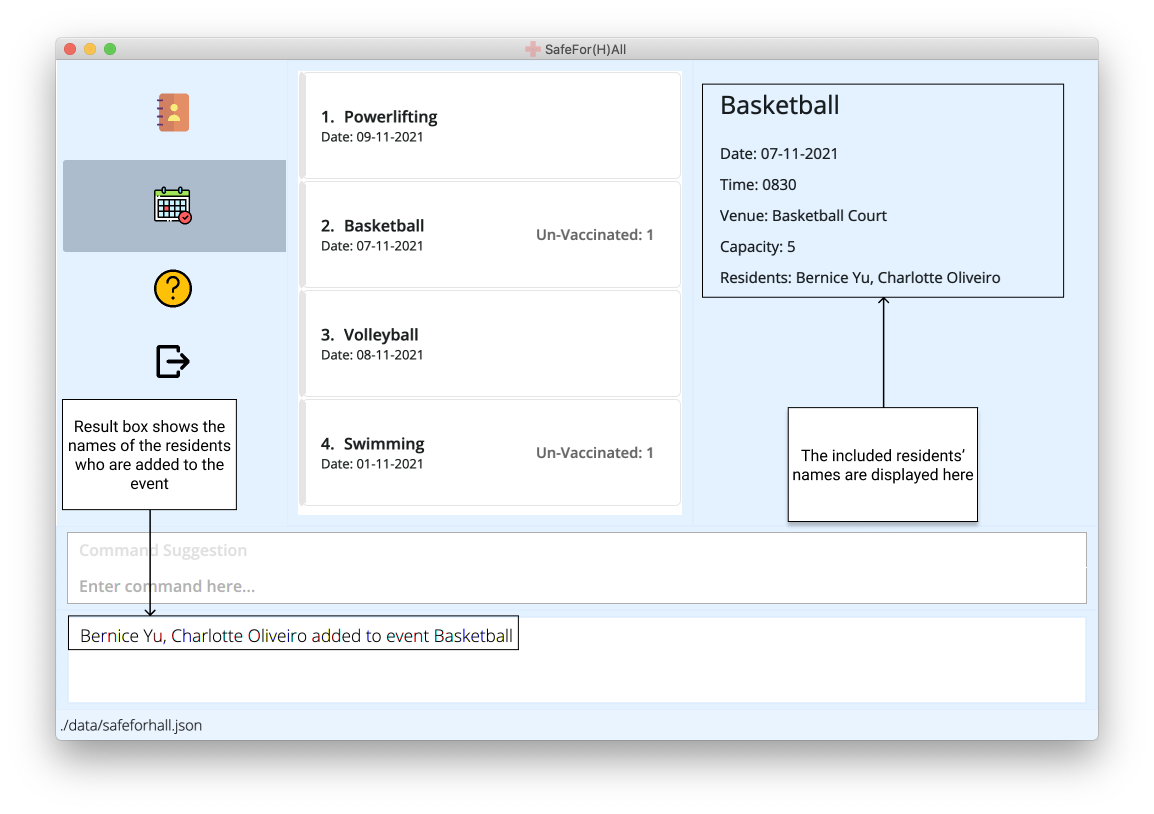 SafeFor(H)All
1. Powerlifting
Date: 09-11-2021
2. Basketball
Date: 07-11-2021
Un-Vaccinated: 1
3. Volleyball
Date: 08-11-2021
4. Swimming
Date: 01-11-2021
Un-Vaccinated: 1
Basketball
Date: 07-11-2021
Time: 0830
Venue: Basketball Court
Capacity: 5
Residents: Bernice Yu, Charlotte Oliveiro
Result box shows the
names of the residents
who are added to the
event
The included residents’
names are displayed here
Command Suggestion
Enter command here...
Bernice Yu, Charlotte Oliveiro added to event Basketball
./data/safeforhall.json